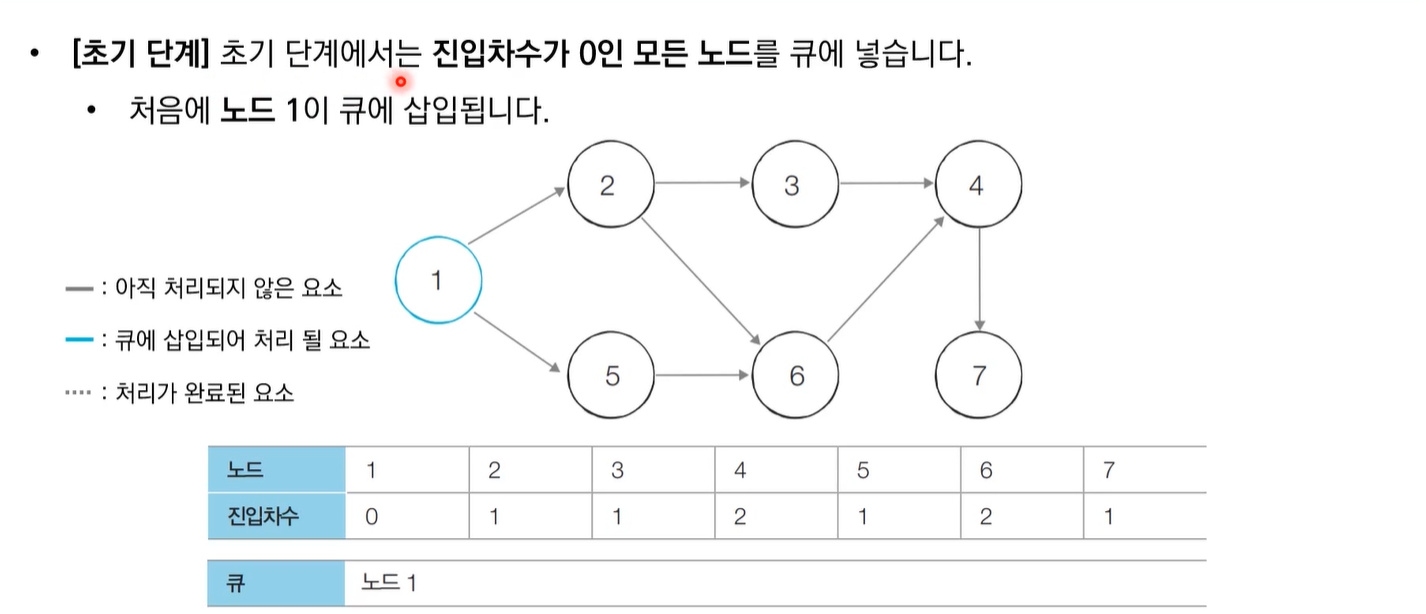 • [초기 단계] 초기 단계에서는 진입차수가 0인 모든 노드를 큐에 넣습니다.
• 처음에 노드 1이 큐에 삽입됩니다.
2 3 4
1
: 아직 처리되지 않은 요소
: 큐에 삽입되어 처리 될 요소
5 6 7
: 처리가 완료된 요소
노드 1 2 3 4 5 6 7
진입차수 0 1 1 2 1 2 1
큐 노드 1